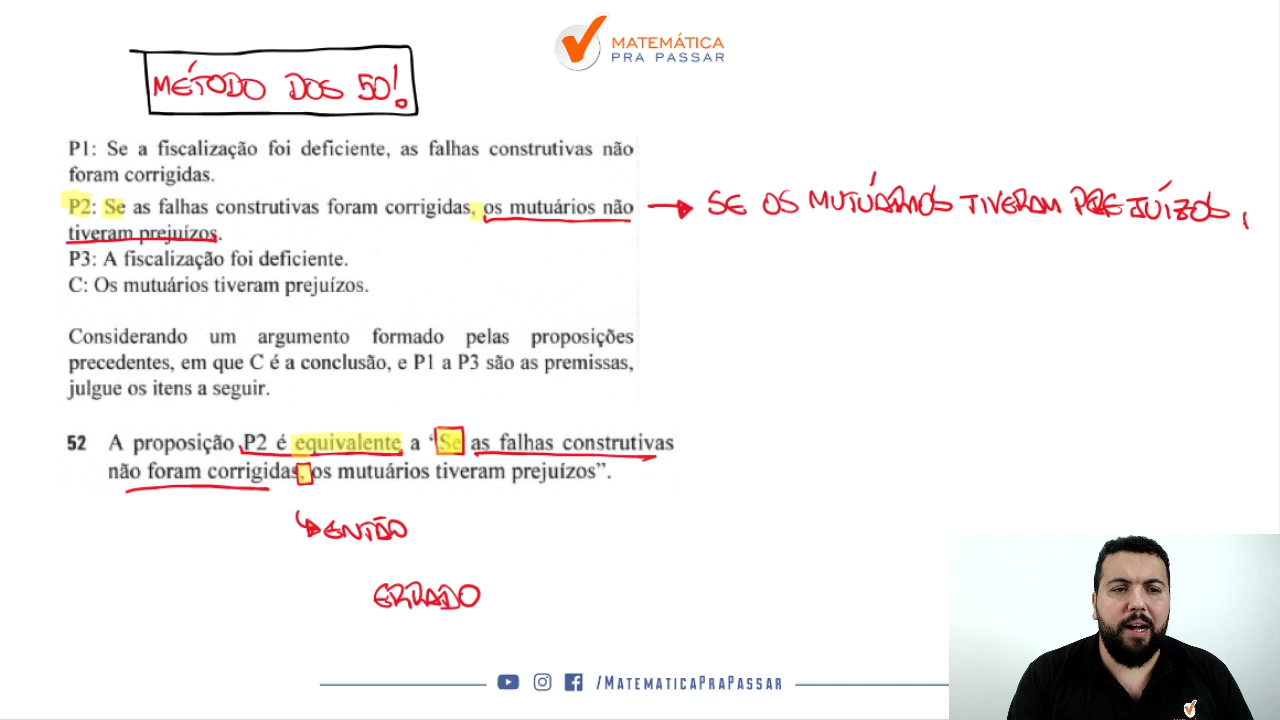 MATEMÁTICA
PRA PASSAR
MÉTODO DOS 50!
P1: Se a fiscalização foi deficiente, as falhas construtivas não
foram corrigidas.
P2: Se as falhas construtivas foram corrigidas, os mutuários não
tiveram prejuízos.
SE OS MUTUÁRIOS TIVERAM PREJUÍZOS,
P3: A fiscalização foi deficiente.
C: Os mutuários tiveram prejuízos.
Considerando um argumento formado pelas proposições
precedentes, em que C é a conclusão, e P1 a P3 são as premissas,
julgue os itens a seguir.
52 A proposição P2 é equivalente a “Se as falhas construtivas
não foram corrigidas, os mutuários tiveram prejuízos”.
ENTÃO
ERRADO
/MATEMATICAPRAPASSAR